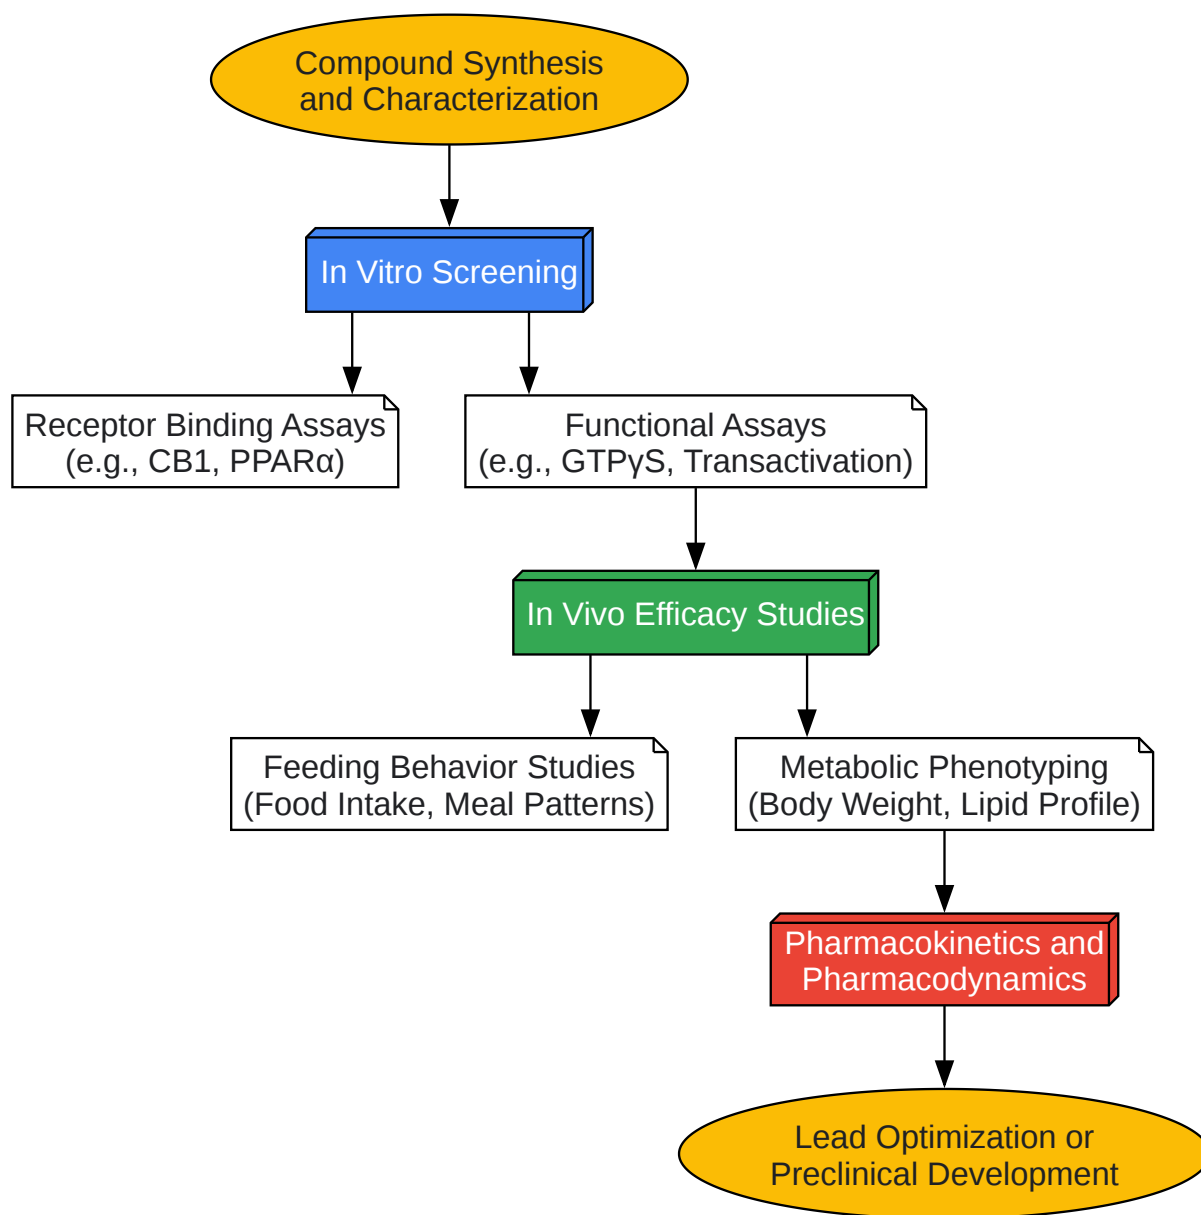 Compound Synthesis
and Characterization
In Vitro Screening
Receptor Binding Assays
(e.g., CB1, PPARα)
Functional Assays
(e.g., GTPγS, Transactivation)
In Vivo Efficacy Studies
Feeding Behavior Studies
(Food Intake, Meal Patterns)
Metabolic Phenotyping
(Body Weight, Lipid Profile)
Pharmacokinetics and
Pharmacodynamics
Lead Optimization or
Preclinical Development